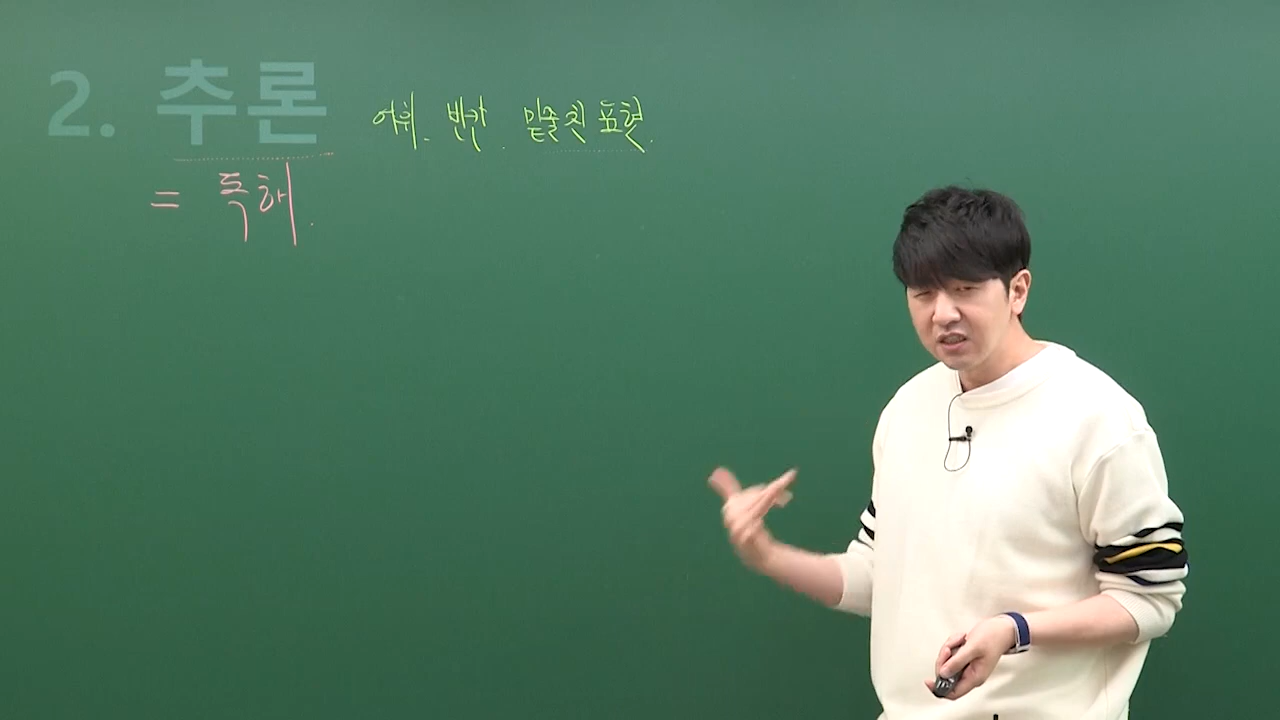 2. 추론 어휘. 빈칸. 밑줄 친 표현.
= 독해.